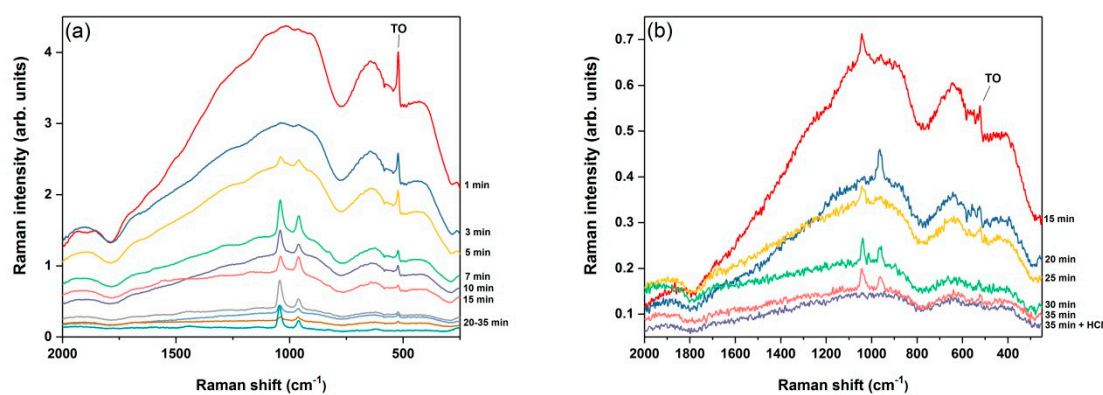 (a)
TO
4
3
2
1
0
Raman intensity (arb. units)
1 min
3 min
5 min
7 min
10 min
15 min
20-35 min
2000
1500
1000
500
Raman shift (cm⁻¹)
(b)
TO
0.7
0.6
0.5
0.4
0.3
0.2
0.1
Raman intensity (arb. units)
15 min
20 min
25 min
30 min
35 min
35 min + HCl
2000 1800 1600 1400 1200 1000 800 600 400
Raman shift (cm⁻¹)